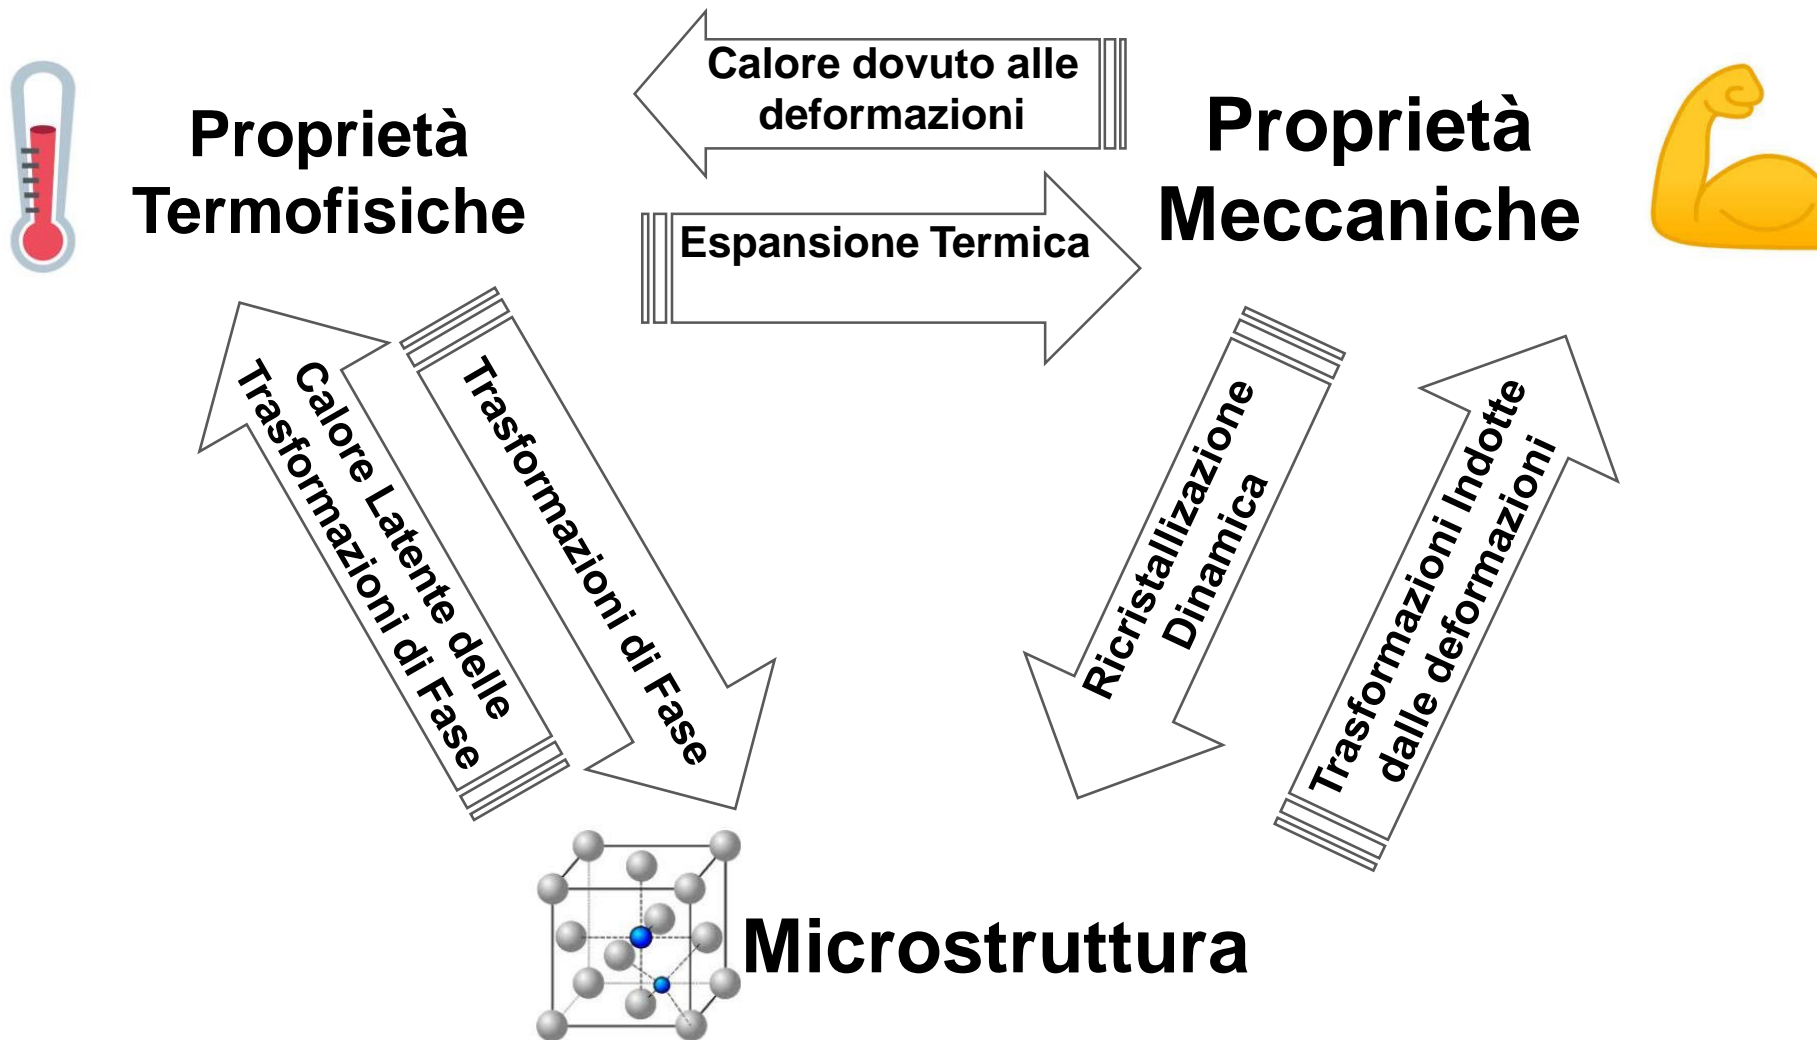 Calore dovuto alle
deformazioni
Proprietà
Termofisiche
Proprietà
Meccaniche
Espansione Termica
Calore Latente delle
Trasformazioni di Fase
Trasformazioni di Fase
Ricristallizzazione
Dinamica
Trasformazioni Indotte
dalle deformazioni
Microstruttura